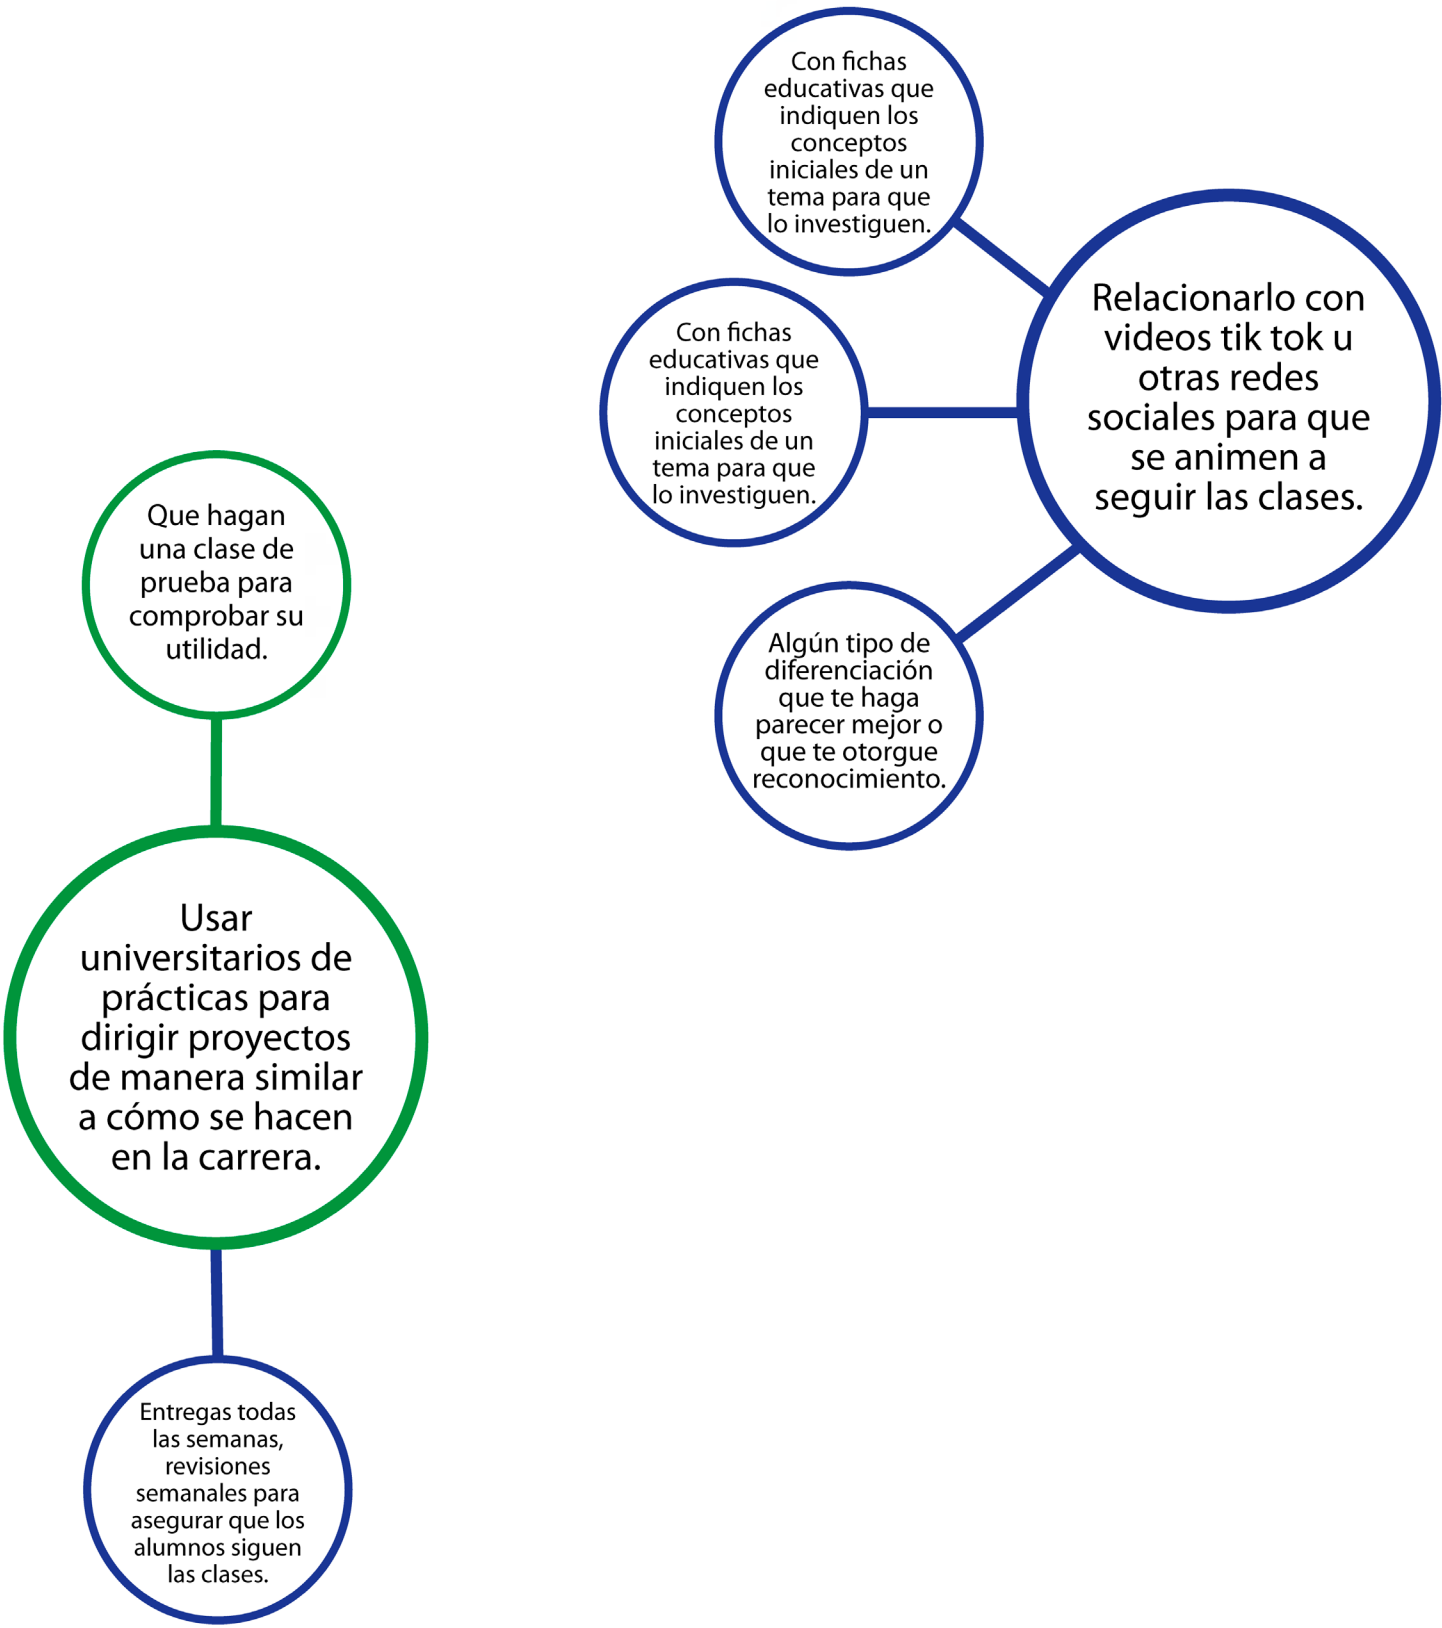 Con fichas
educativas que
indiquen los
conceptos
iniciales de un
tema para que
lo investiguen.
Relacionarlo con
videos tik tok u
otras redes
sociales para que
se animen a
seguir las clases.
Con fichas
educativas que
indiquen los
conceptos
iniciales de un
tema para que
lo investiguen.
Algún tipo de
diferenciación
que te haga
parecer mejor o
que te otorgue
reconocimiento.
Que hagan
una clase de
prueba para
comprobar su
utilidad.
Usar
universitarios de
prácticas para
dirigir proyectos
de manera similar
a cómo se hacen
en la carrera.
Entregas todas
las semanas,
revisiones
semanales para
asegurar que los
alumnos siguen
las clases.